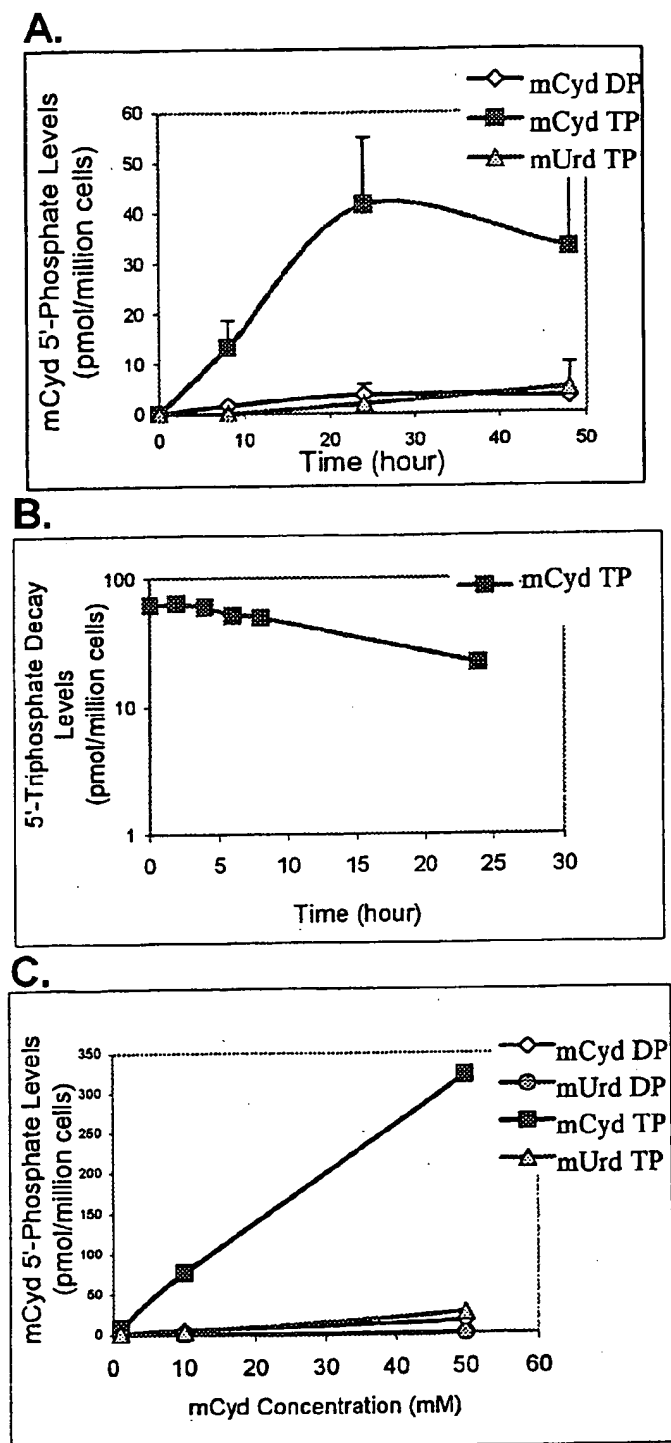 A.
mCyd DP
mCyd TP
mUrd TP
mCyd 5'-Phosphate Levels
(pmol/million cells)
60
50
40
30
20
10
0
0 10 20 30 40 50
Time (hour)
B.
mCyd TP
5'-Triphosphate Decay
Levels
(pmol/million cells)
100
10
1
0 5 10 15 20 25 30
Time (hour)
C.
mCyd DP
mUrd DP
mCyd TP
mUrd TP
mCyd 5'-Phosphate Levels
(pmol/million cells)
350
300
250
200
150
100
50
0
0 10 20 30 40 50 60
mCyd Concentration (mM)